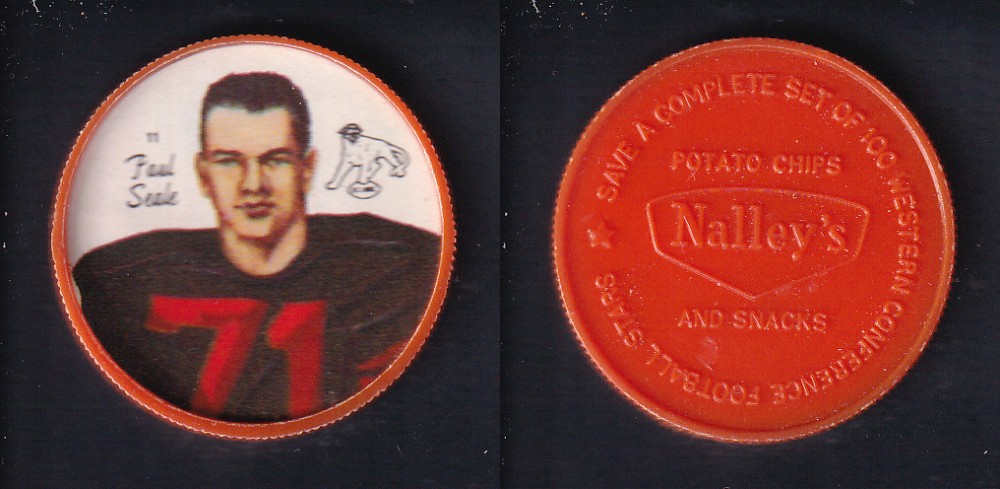 11
Paul
Seale
71
SAVE A COMPLETE SET OF 100 WESTERN CONFERENCE FOOTBALL STARS
POTATO CHIPS
Nalley's
AND SNACKS